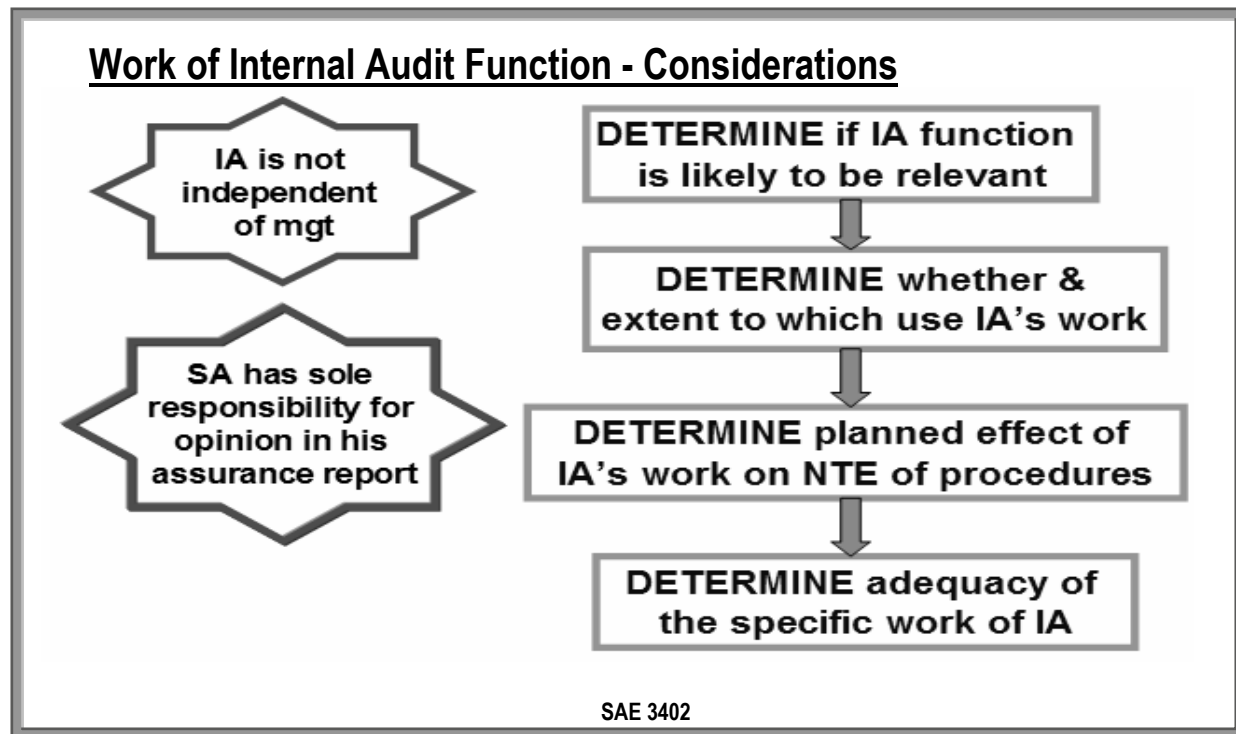 Work of Internal Audit Function - Considerations
IA is not
independent
of mgt
SA has sole
responsibility for
opinion in his
assurance report
DETERMINE if IA function
is likely to be relevant
DETERMINE whether &
extent to which use IA's work
DETERMINE planned effect of
IA's work on NTE of procedures
DETERMINE adequacy of
the specific work of IA
SAE 3402